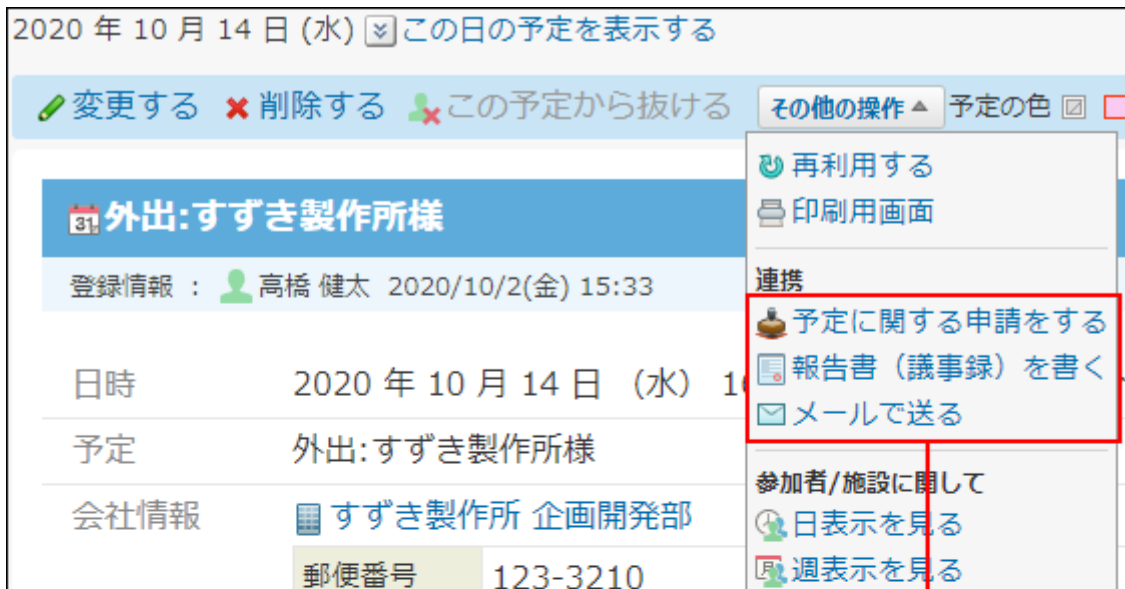 2020 年 10 月 14 日 (水) この日の予定を表示する
変更する 削除する この予定から抜ける その他の操作 予定の色
再利用する
印刷用画面
外出:すずき製作所様
登録情報 : 高橋 健太 2020/10/2(金) 15:33
連携
予定に関する申請をする
報告書（議事録）を書く
メールで送る
日時 2020 年 10 月 14 日 （水）
予定 外出:すずき製作所様
参加者/施設に関して
日表示を見る
週表示を見る
会社情報 すずき製作所 企画開発部
郵便番号 123-3210